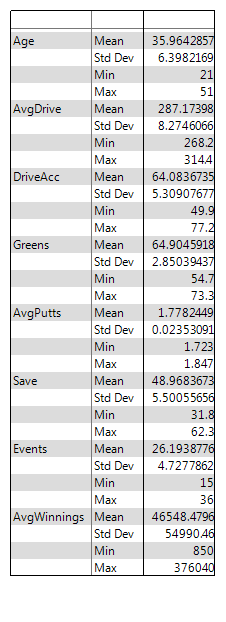 Age Mean 35.9642857
Std Dev 6.3982169
Min 21
Max 51
AvgDrive Mean 287.17398
Std Dev 8.2746066
Min 268.2
Max 314.4
DriveAcc Mean 64.0836735
Std Dev 5.30907677
Min 49.9
Max 77.2
Greens Mean 64.9045918
Std Dev 2.85039437
Min 54.7
Max 73.3
AvgPutts Mean 1.7782449
Std Dev 0.02353091
Min 1.723
Max 1.847
Save Mean 48.9683673
Std Dev 5.50055656
Min 31.8
Max 62.3
Events Mean 26.1938776
Std Dev 4.7277862
Min 15
Max 36
AvgWinnings Mean 46548.4796
Std Dev 54990.46
Min 850
Max 376040